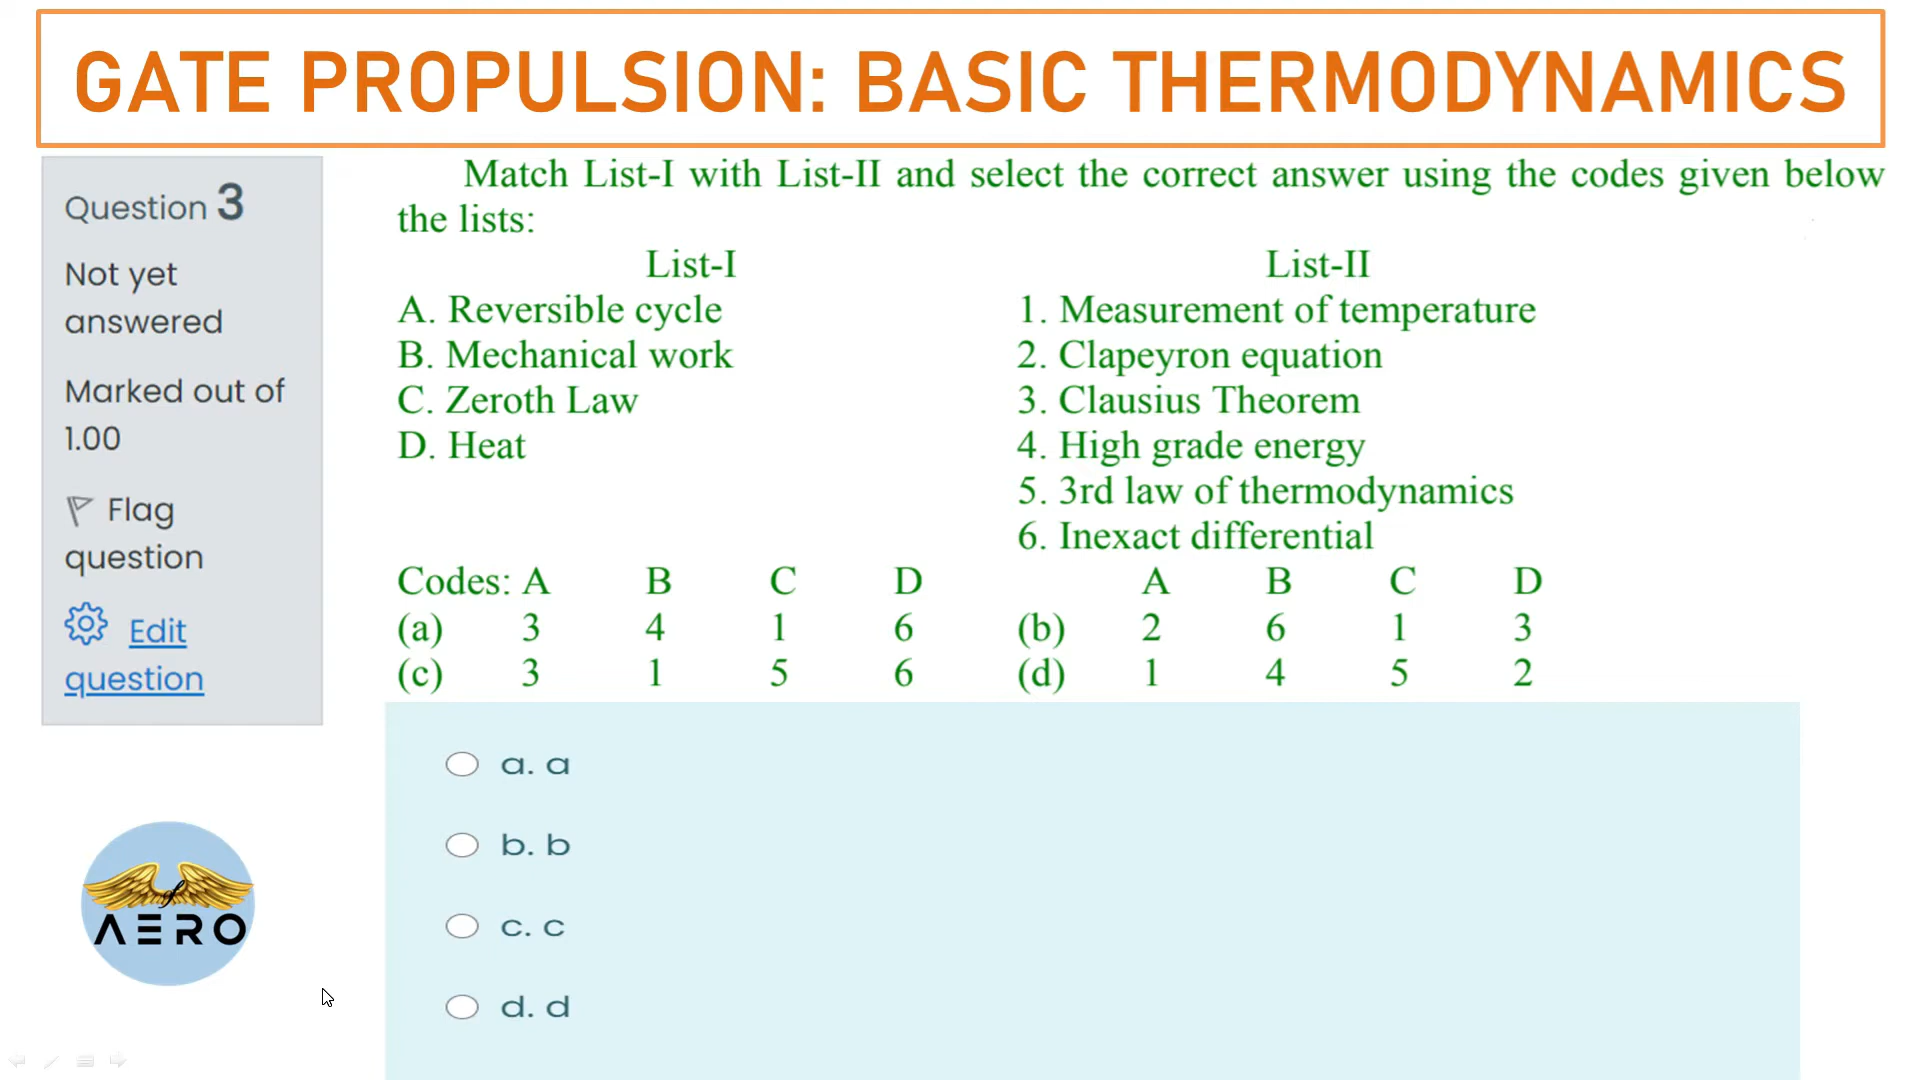 GATE PROPULSION: BASIC THERMODYNAMICS
Question 3
Not yet
answered
Marked out of
1.00
Flag
question
Edit
question
Match List-I with List-II and select the correct answer using the codes given below
the lists:
List-I List-II
A. Reversible cycle 1. Measurement of temperature
B. Mechanical work 2. Clapeyron equation
C. Zeroth Law 3. Clausius Theorem
D. Heat 4. High grade energy
5. 3rd law of thermodynamics
6. Inexact differential
Codes: A B C D A B C D
(a) 3 4 1 6 (b) 2 6 1 3
(c) 3 1 5 6 (d) 1 4 5 2
a. a
b. b
c. c
d. d
of
AERO